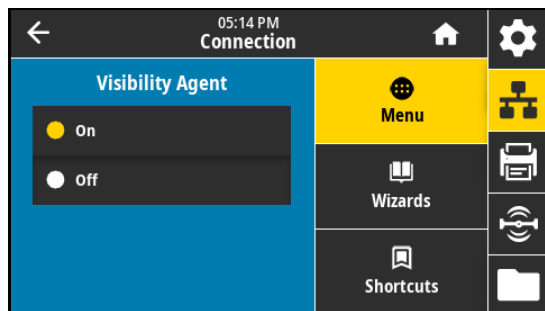 05:14 PM
Connection
Visibility Agent
On
Off
Menu
Wizards
Shortcuts